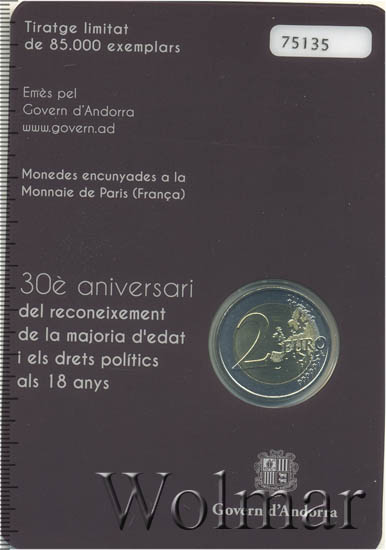 Tiratge limitat
de 85.000 exemplars
75135
Emès pel
Govern d'Andorra
www.govern.ad
Monedes encunyades a la
Monnaie de Paris (França)
30è aniversari
del reconeixement
de la majoria d'edat
i els drets polítics
als 18 anys
2 EURO
Govern d'Andorra
Wolmar